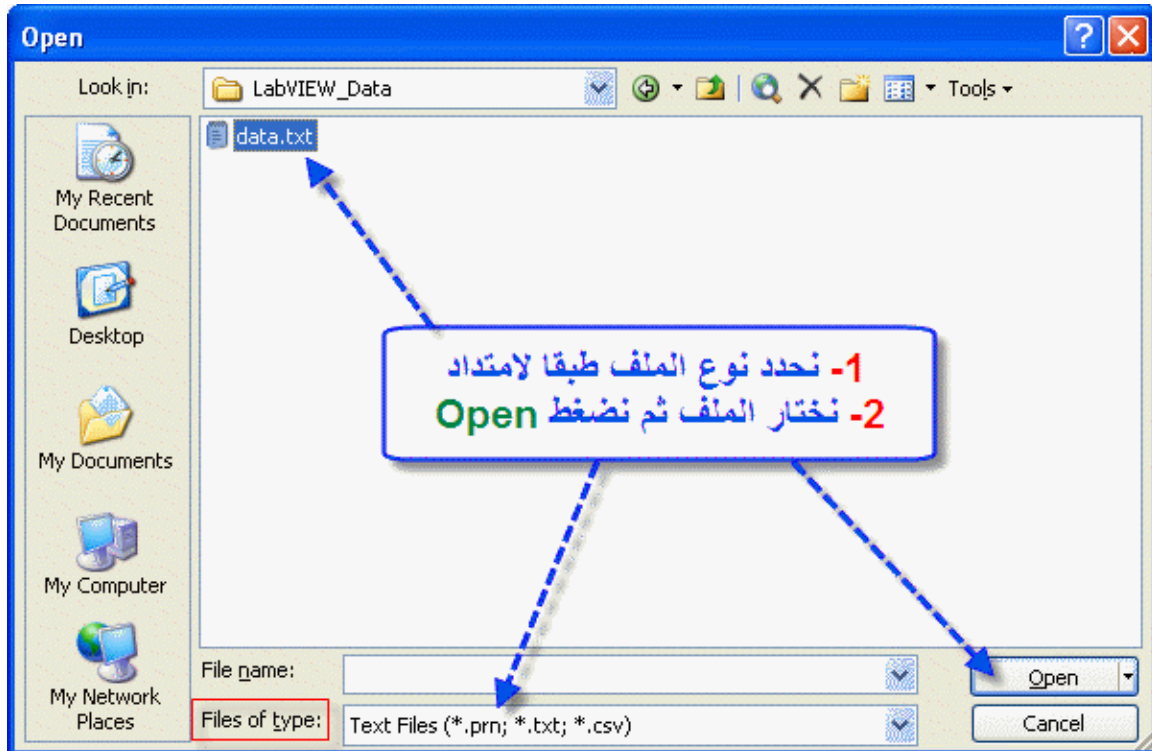 Open
Look in:
LabVIEW_Data
Tools
data.txt
My Recent
Documents
Desktop
My Documents
My Computer
My Network
Places
1- نحدد نوع الملف طبقا لامتداد
2- نختار الملف ثم نضغط Open
File name:
Open
Files of type:
Text Files (*.prn; *.txt; *.csv)
Cancel